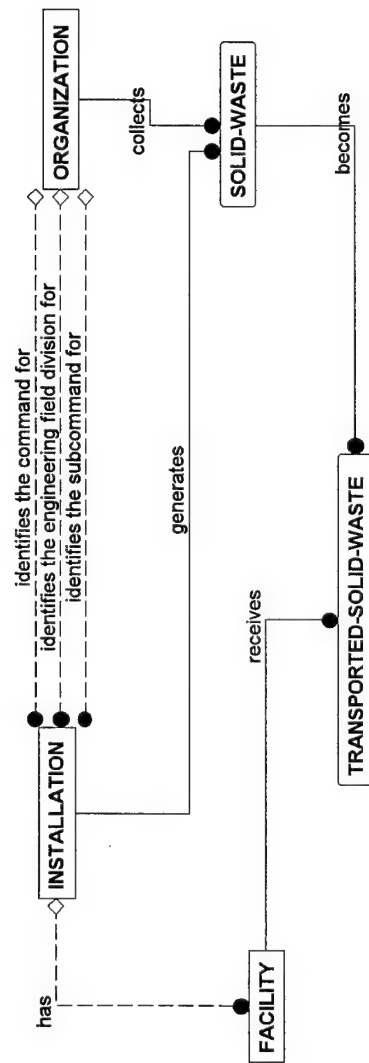 identifies the command for
identifies the engineering field division for
identifies the subcommand for
INSTALLATION
ORGANIZATION
has
generates
collects
FACILITY
receives
SOLID-WASTE
becomes
TRANSPORTED-SOLID-WASTE